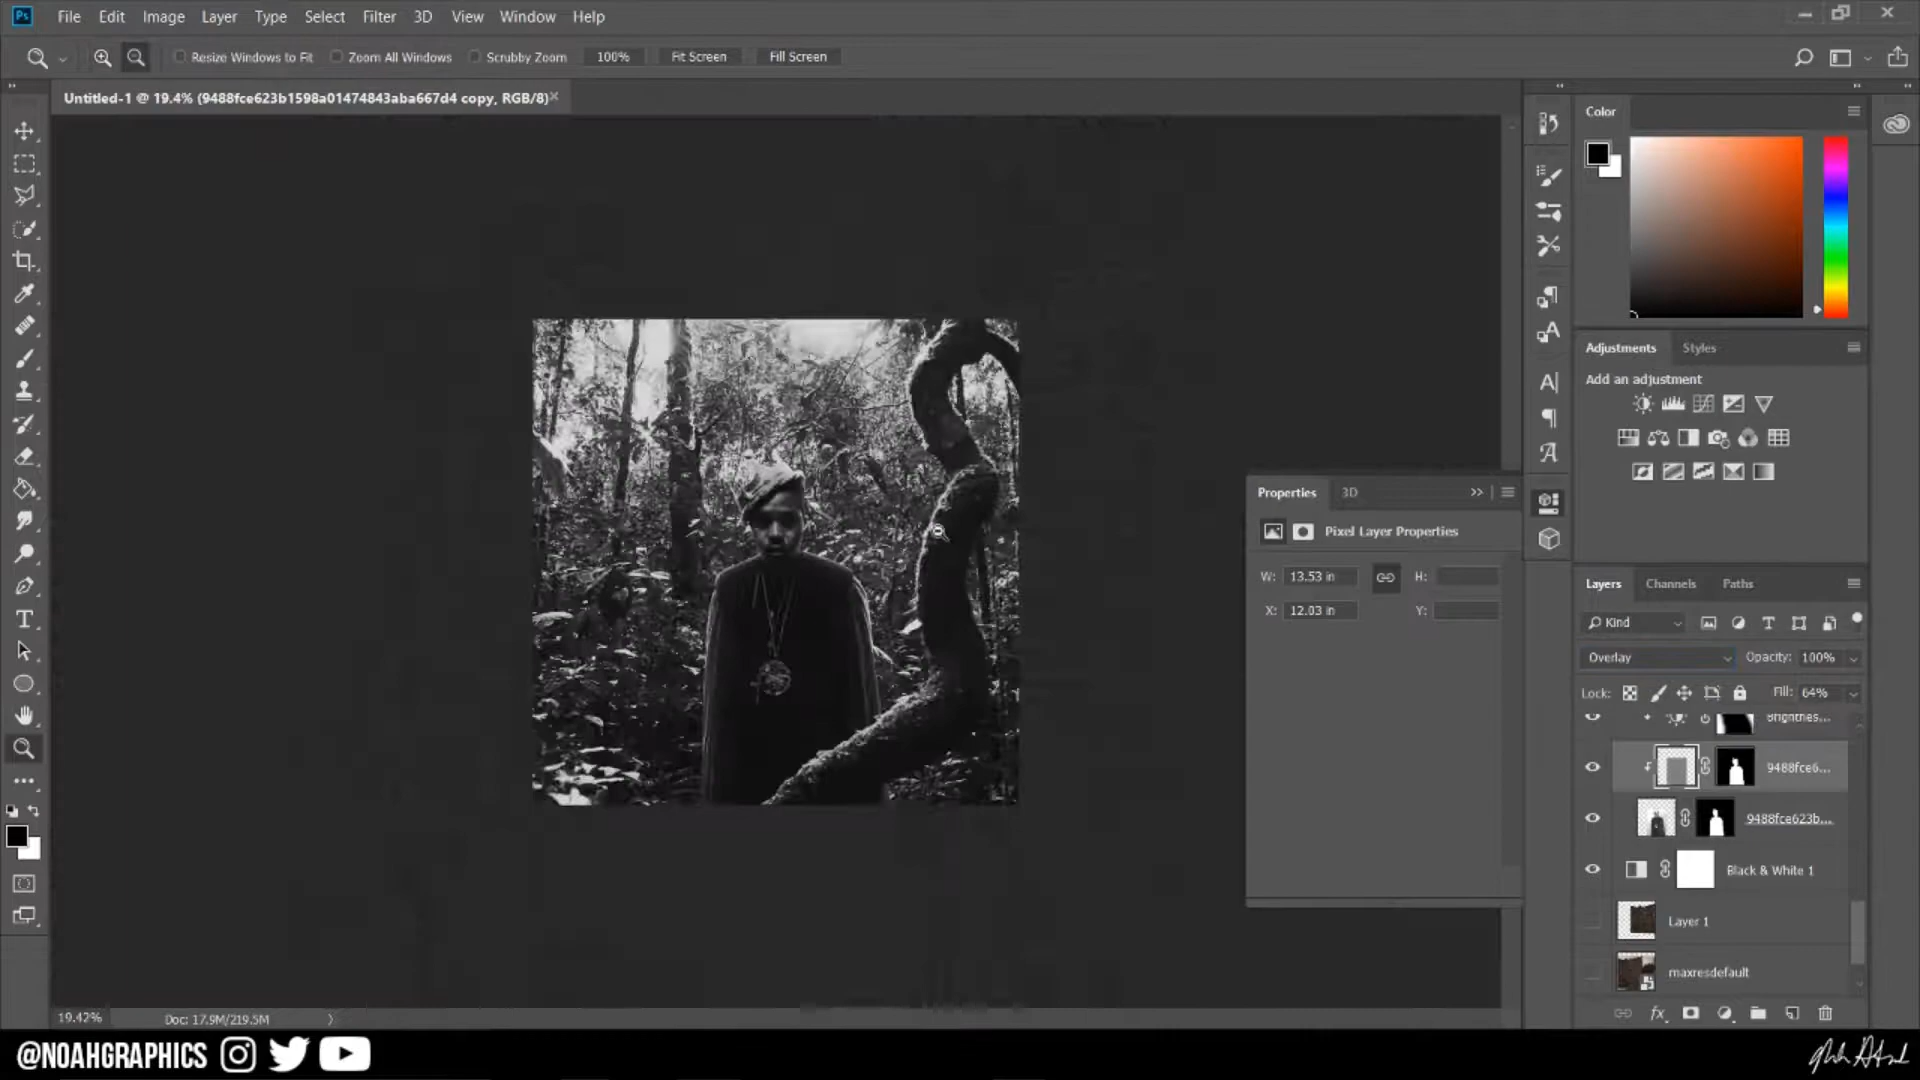 Ps File Edit Image Layer Type Select Filter 3D View Window Help
Resize Windows to Fit Zoom All Windows Scrubby Zoom 100% Fit Screen Fill Screen
Untitled-1 @ 19.4% (9488fce623b1598a01474843aba667d4 copy, RGB/8)
Color
Adjustments Styles
Add an adjustment
Properties 3D
Pixel Layer Properties
W: 13.53 in H:
X: 12.03 in Y:
Layers Channels Paths
Kind
Overlay Opacity: 100%
Lock: Fill: 64%
Brightnes...
9488fce6...
9488fce623b...
Black & White 1
Layer 1
maxresdefault
19.42% Doc: 17.9M/219.5M
@NOAHGRAPHICS